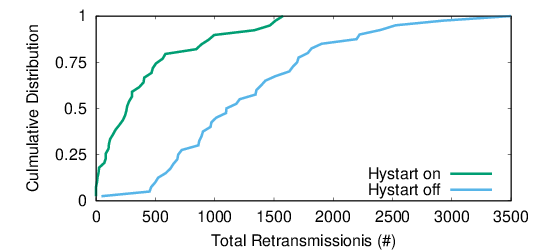 1
0.75
0.5
0.25
0
Culmulative Distribution
Hystart on
Hystart off
0 500 1000 1500 2000 2500 3000 3500
Total Retransmissionis (#)